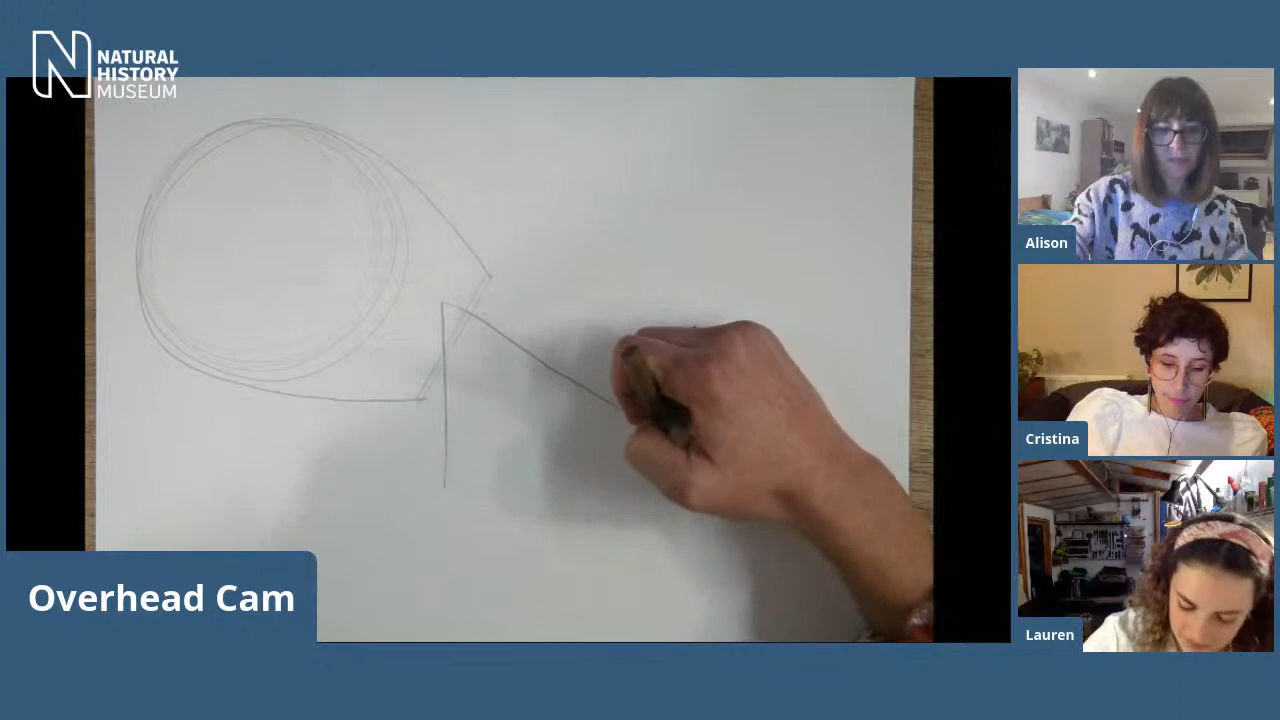 NATURAL
HISTORY
MUSEUM
Alison
Cristina
Overhead Cam
Lauren